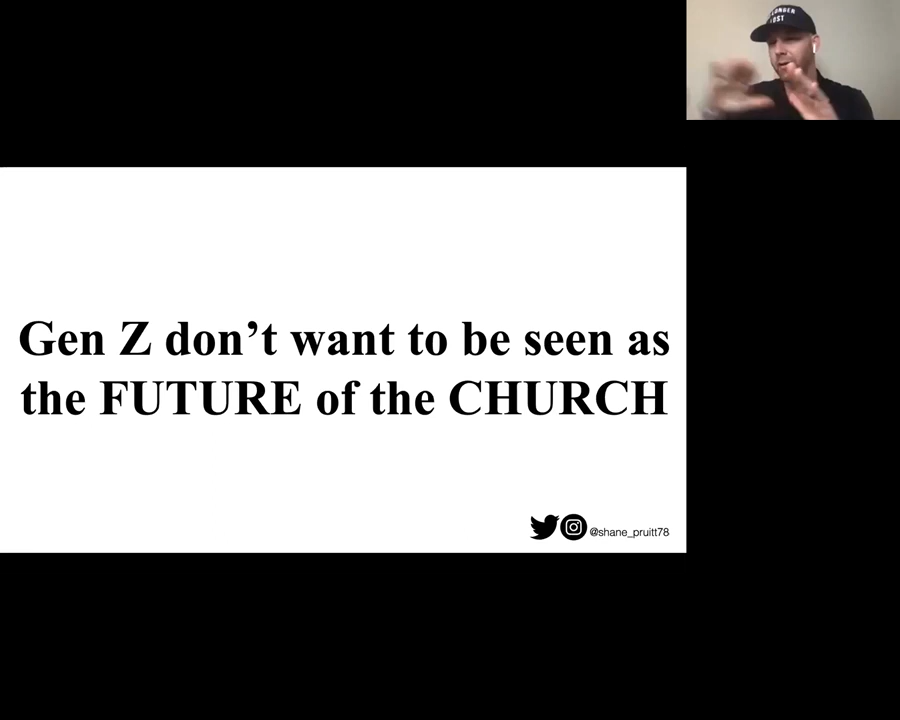 Gen Z don’t want to be seen as
the FUTURE of the CHURCH
@shane_pruitt78